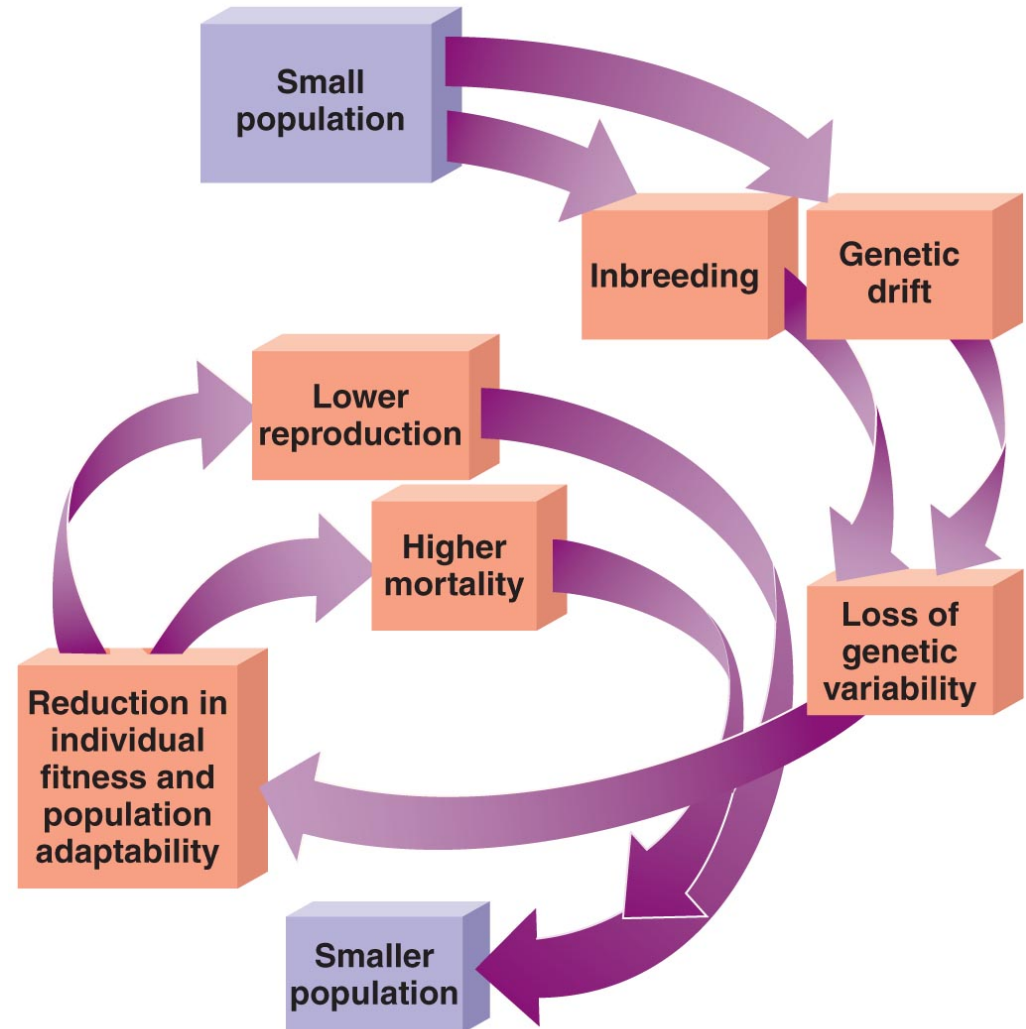 Small
population
Inbreeding
Genetic
drift
Lower
reproduction
Higher
mortality
Loss of
genetic
variability
Reduction in
individual
fitness and
population
adaptability
Smaller
population